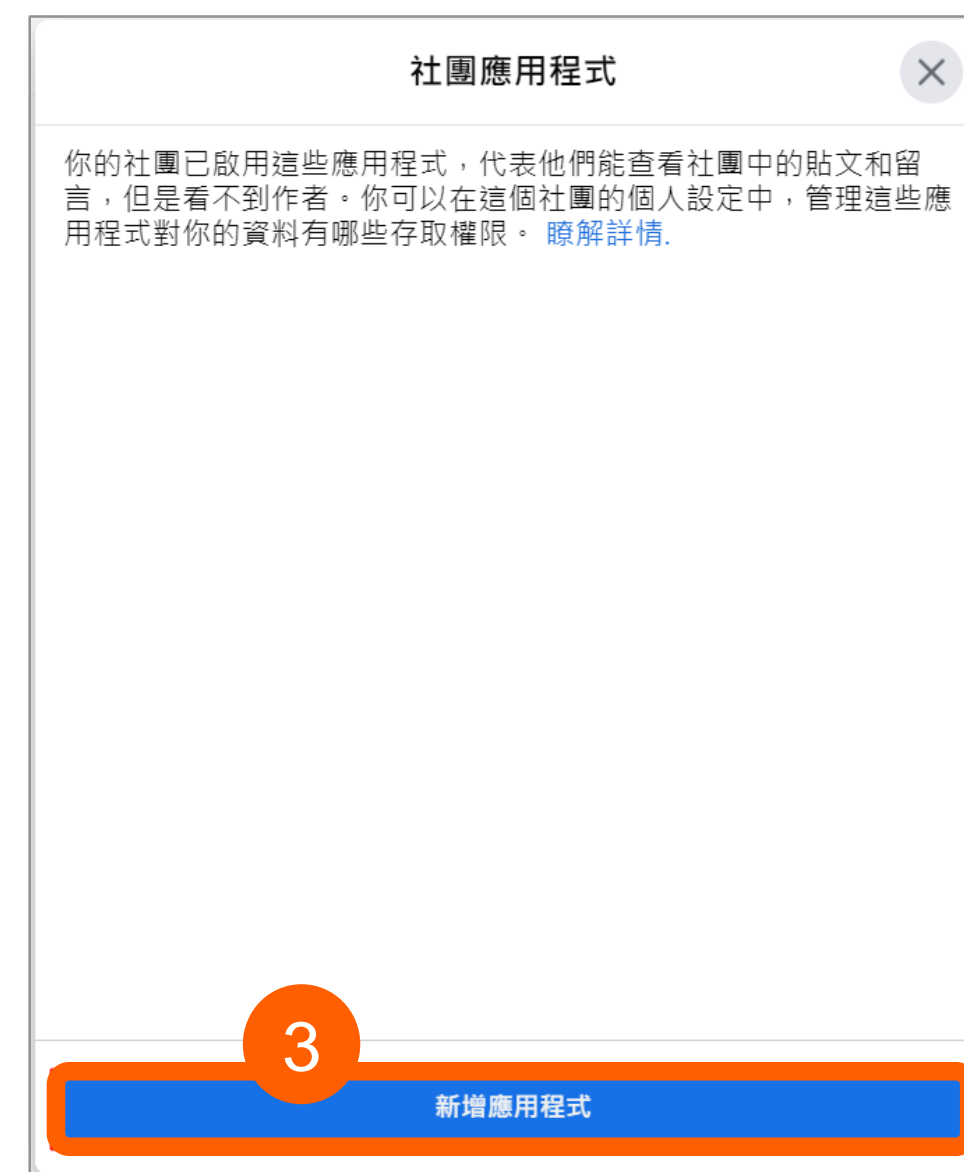 社團應用程式
你的社團已啟用這些應用程式，代表他們能查看社團中的貼文和留
言，但是看不到作者。你可以在這個社團的個人設定中，管理這些應
用程式對你的資料有哪些存取權限。 瞭解詳情.
3
新增應用程式